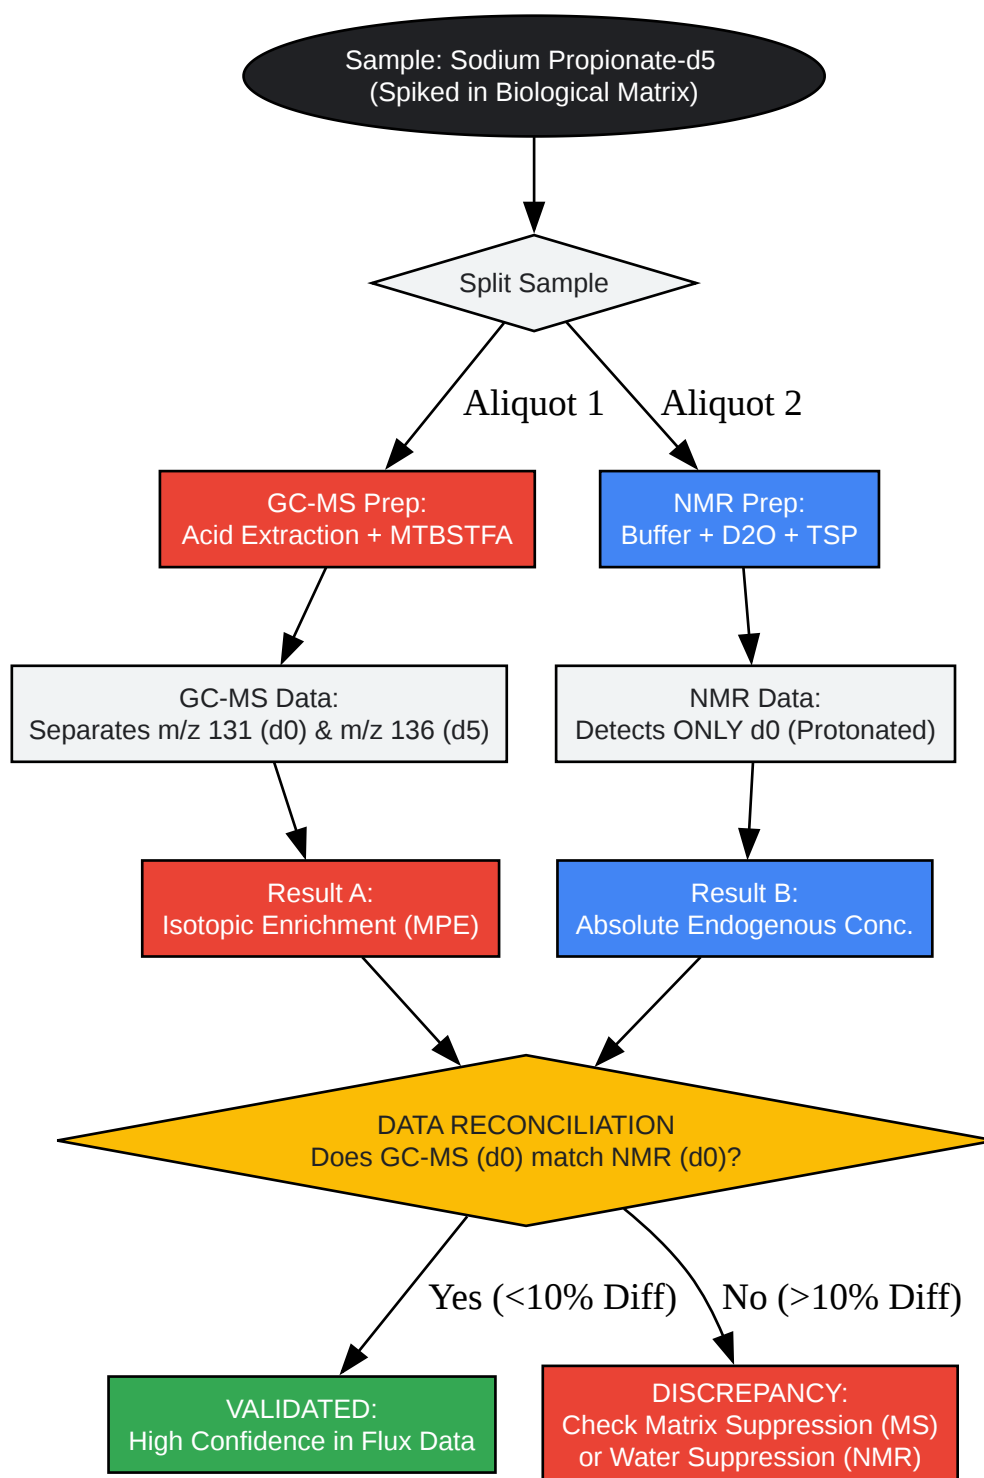 Sample: Sodium Propionate-d5
(Spiked in Biological Matrix)
Split Sample
Aliquot 1
Aliquot 2
GC-MS Prep:
Acid Extraction + MTBSTFA
NMR Prep:
Buffer + D2O + TSP
GC-MS Data:
Separates m/z 131 (d0) & m/z 136 (d5)
NMR Data:
Detects ONLY d0 (Protonated)
Result A:
Isotopic Enrichment (MPE)
Result B:
Absolute Endogenous Conc.
DATA RECONCILIATION
Does GC-MS (d0) match NMR (d0)?
Yes (<10% Diff)
No (>10% Diff)
VALIDATED:
High Confidence in Flux Data
DISCREPANCY:
Check Matrix Suppression (MS)
or Water Suppression (NMR)